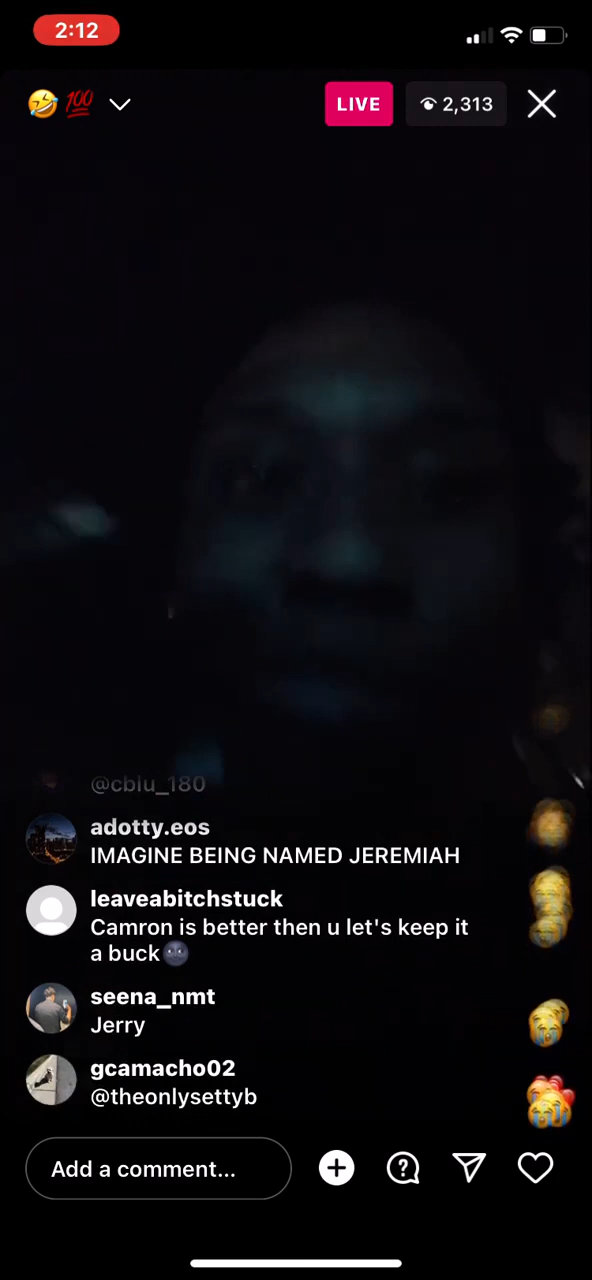 2:12
🤣 💯
LIVE
2,313
@cblu_180
adotty.eos
IMAGINE BEING NAMED JEREMIAH
leaveabitchstuck
Camron is better then u let's keep it
a buck🌚
seena_nmt
Jerry
gcamacho02
@theonlysettyb
Add a comment...